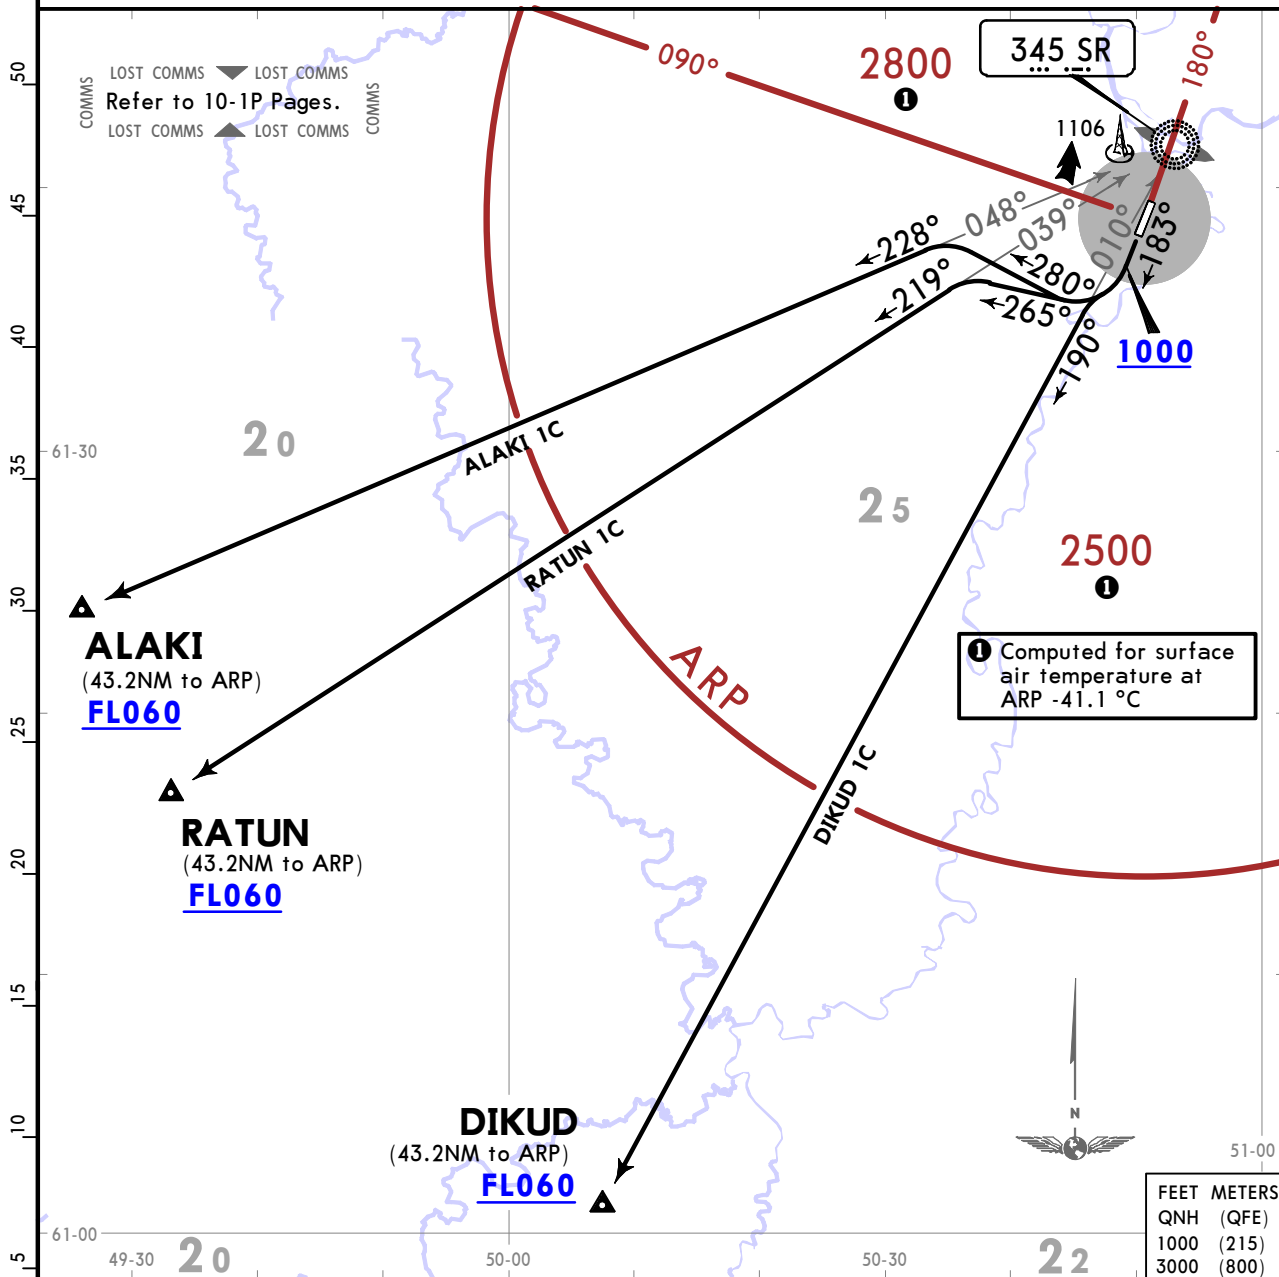 50
45
40
35
30
25
20
15
10
5
LOST COMMS LOST COMMS
COMMS
Refer to 10-1P Pages.
COMMS
LOST COMMS LOST COMMS
090°
2800
1
345 SR
180°
1106
048°
039°
010°
183°
228°
219°
280°
265°
190°
1000
61-30
20
ALAKI 1C
25
RATUN 1C
2500
1
ALAKI
(43.2NM to ARP)
FL060
ARP
1 Computed for surface
air temperature at
ARP -41.1 °C
RATUN
(43.2NM to ARP)
FL060
DIKUD 1C
DIKUD
(43.2NM to ARP)
FL060
N
51-00
61-00
49-30
20
50-00
50-30
22
FEET METERS
QNH (QFE)
1000 (215)
3000 (800)